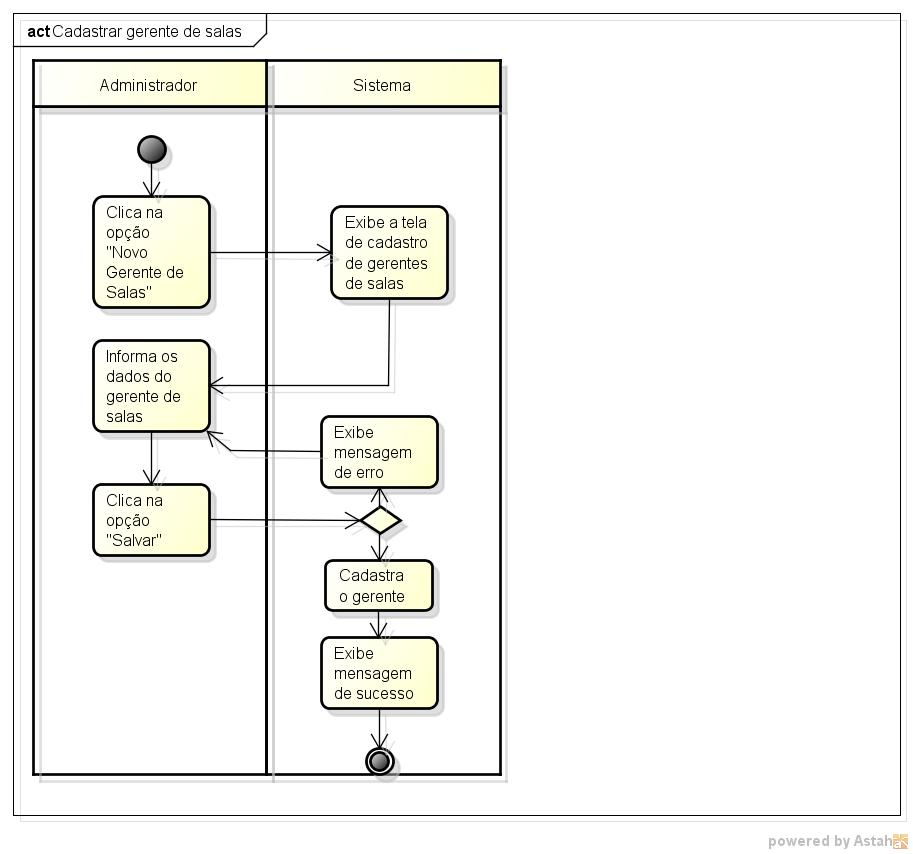 act Cadastrar gerente de salas
Administrador
Sistema
Clica na
opção
"Novo
Gerente de
Salas"
Exibe a tela
de cadastro
de gerentes
de salas
Informa os
dados do
gerente de
salas
Exibe
mensagem
de erro
Clica na
opção
"Salvar"
Cadastra
o gerente
Exibe
mensagem
de sucesso
powered by Astah